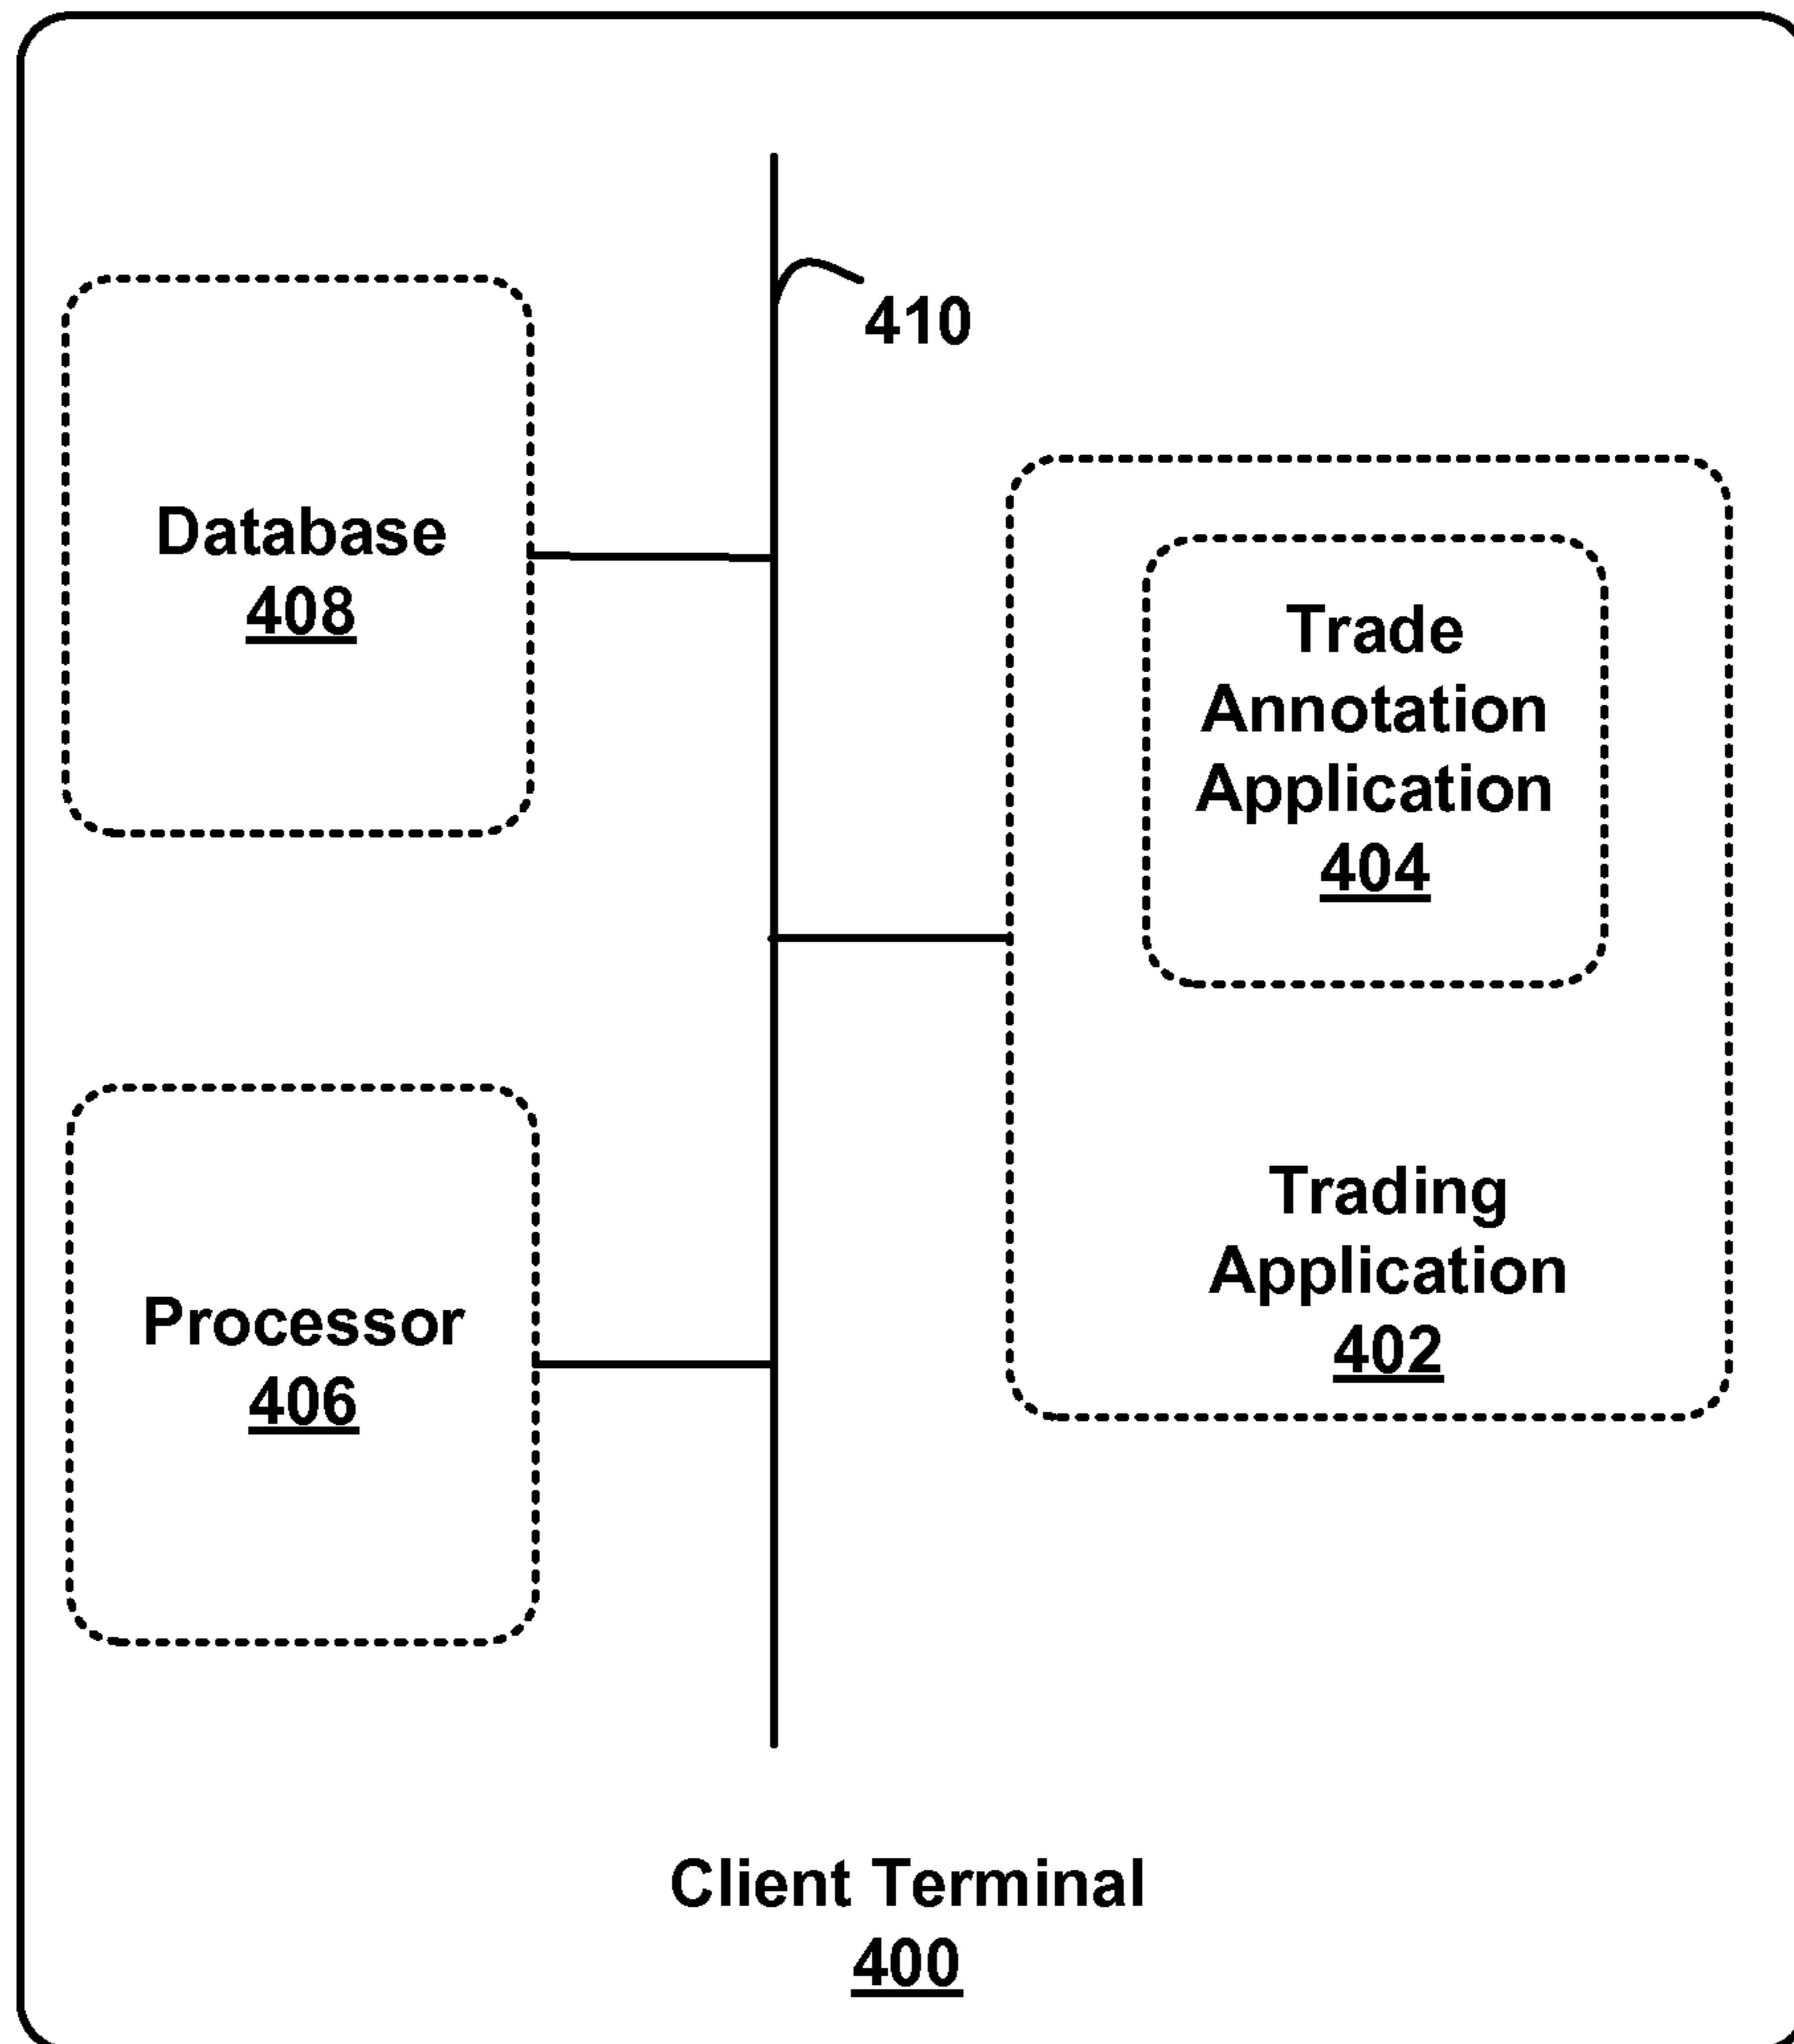 410
Database
408
Trade
Annotation
Application
404
Trading
Application
402
Processor
406
Client Terminal
400